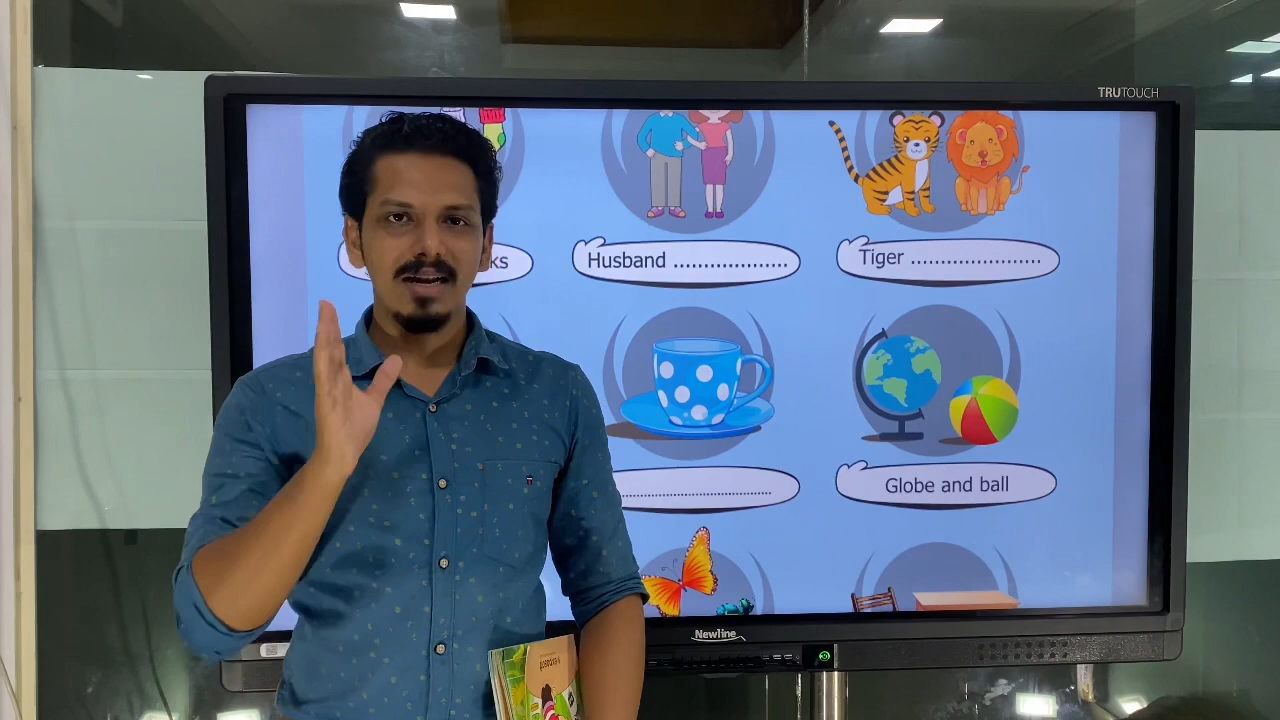 TRUTOUCH
ks
Husband ..................
Tiger ......................
..........................................
Globe and ball
Newline